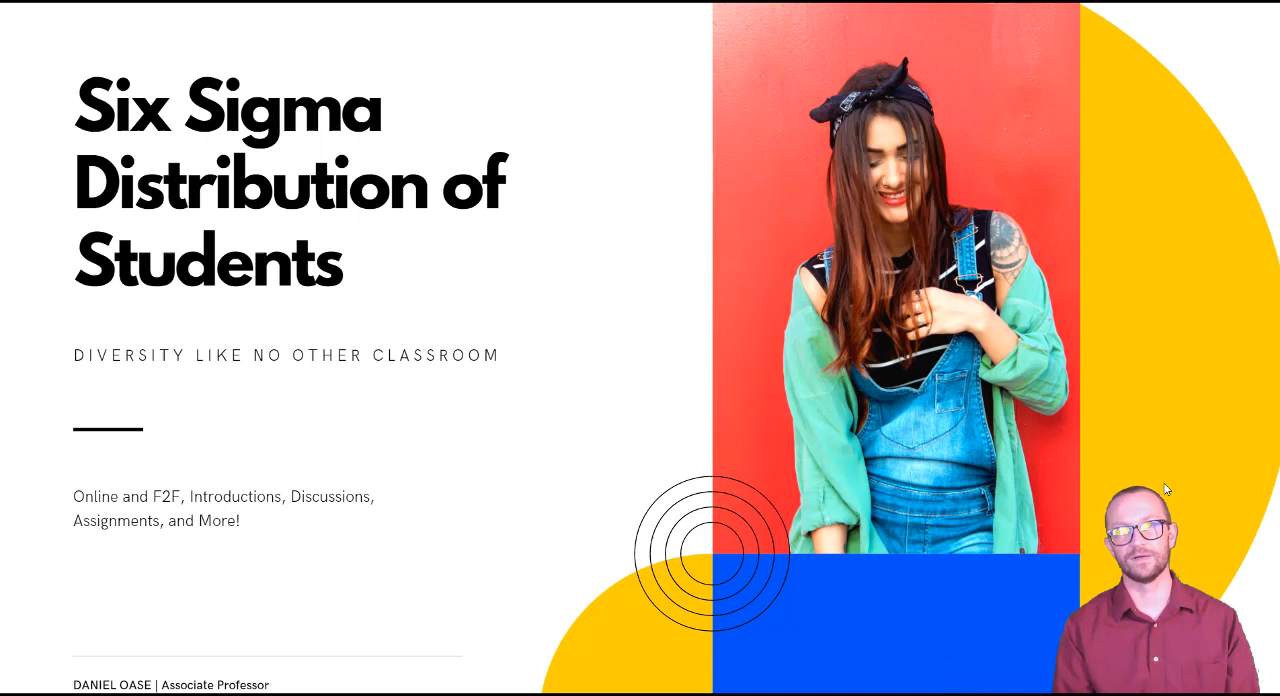 Six Sigma
Distribution of
Students
DIVERSITY LIKE NO OTHER CLASSROOM
Online and F2F, Introductions, Discussions,
Assignments, and More!
DANIEL OASE | Associate Professor